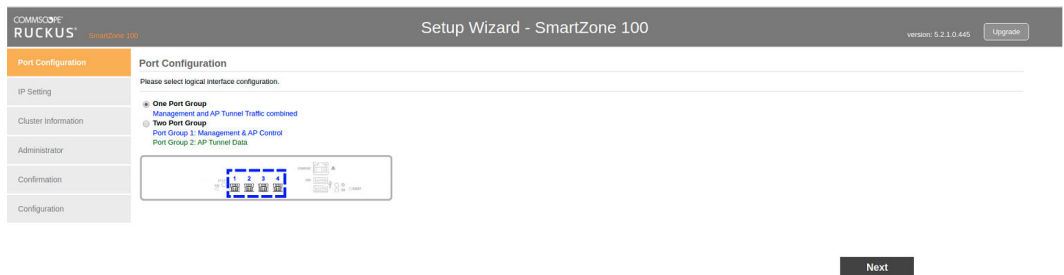 COMMSCOPE
RUCKUS
SmartZone 100
Setup Wizard - SmartZone 100
version: 5.2.1.0.445
Upgrade
Port Configuration
IP Setting
Cluster Information
Administrator
Confirmation
Configuration
Port Configuration
Please select logical interface configuration.
One Port Group
Management and AP Tunnel Traffic combined
Two Port Group
Port Group 1: Management & AP Control
Port Group 2: AP Tunnel Data
1 2 3 4
Next